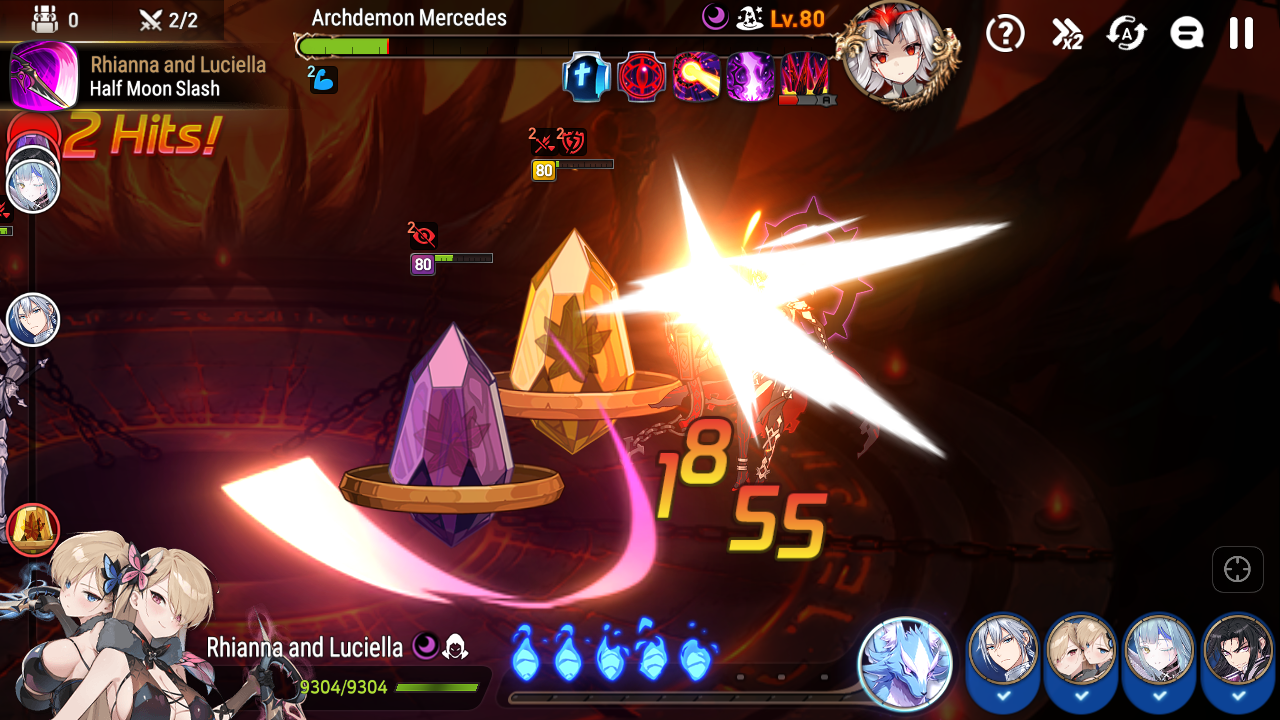 0
2/2
Archdemon Mercedes
Lv.80
x2
A
Rhianna and Luciella
Half Moon Slash
2
2 Hits!
2
2
80
2
80
18
55
Rhianna and Luciella
9304/9304